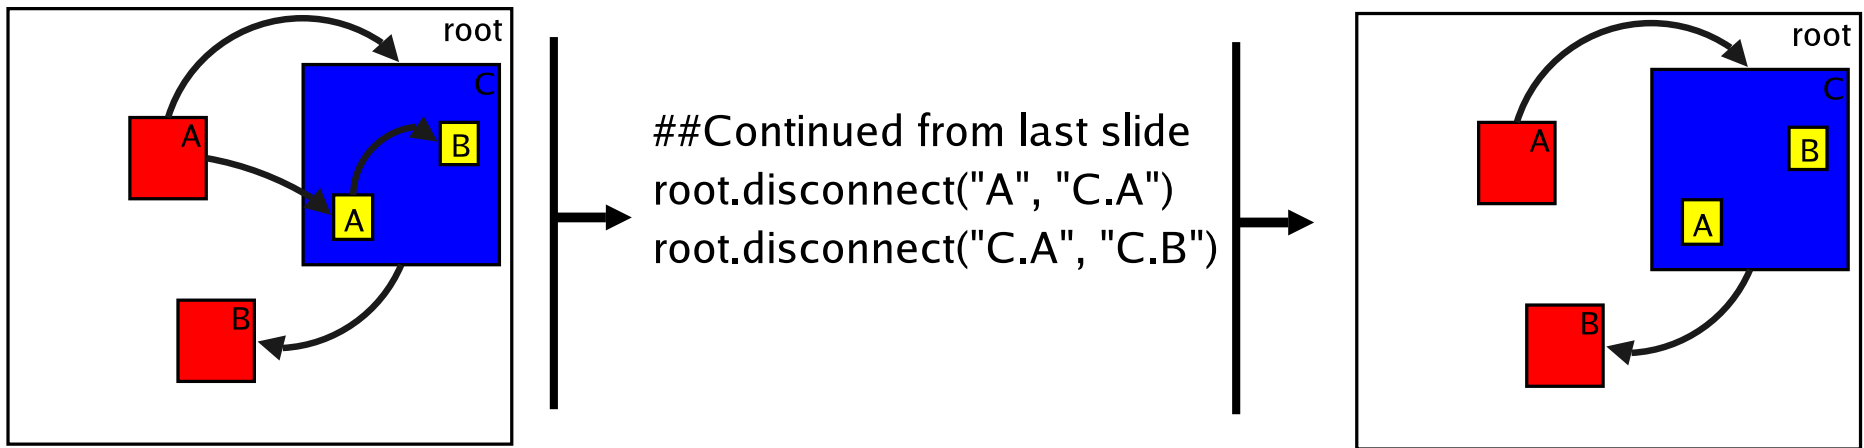 root
C
A
B
A
B
##Continued from last slide
root.disconnect("A", "C.A")
root.disconnect("C.A", "C.B")
root
C
A
B
A
B